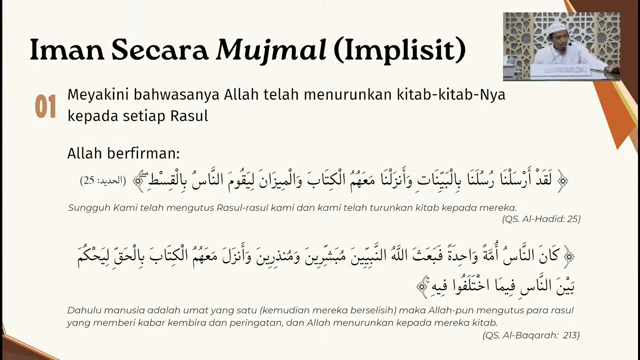 Iman Secara Mujmal (Implisit)
01
Meyakini bahwasanya Allah telah menurunkan kitab-kitab-Nya
kepada setiap Rasul
Allah berfirman:
﴿ لَقَدْ أَرْسَلْنَا رُسُلَنَا بِالْبَيِّنَاتِ وَأَنزَلْنَا مَعَهُمُ الْكِتَابَ وَالْمِيزَانَ لِيَقُومَ النَّاسُ بِالْقِسْطِ ۖ ﴾ (الحديد: 25)
Sungguh Kami telah mengutus Rasul-rasul kami dan kami telah turunkan kitab kepada mereka.
(QS. Al-Hadid: 25)
﴿ كَانَ النَّاسُ أُمَّةً وَاحِدَةً فَبَعَثَ اللَّهُ النَّبِيِّينَ مُبَشِّرِينَ وَمُنذِرِينَ وَأَنزَلَ مَعَهُمُ الْكِتَابَ بِالْحَقِّ لِيَحْكُمَ
بَيْنَ النَّاسِ فِيمَا اخْتَلَفُوا فِيهِ ۚ ﴾
Dahulu manusia adalah umat yang satu (kemudian mereka berselisih) maka Allah-pun mengutus para rasul
yang memberi kabar kembira dan peringatan, dan Allah menurunkan kepada mereka kitab.
(QS. Al-Baqarah: 213)